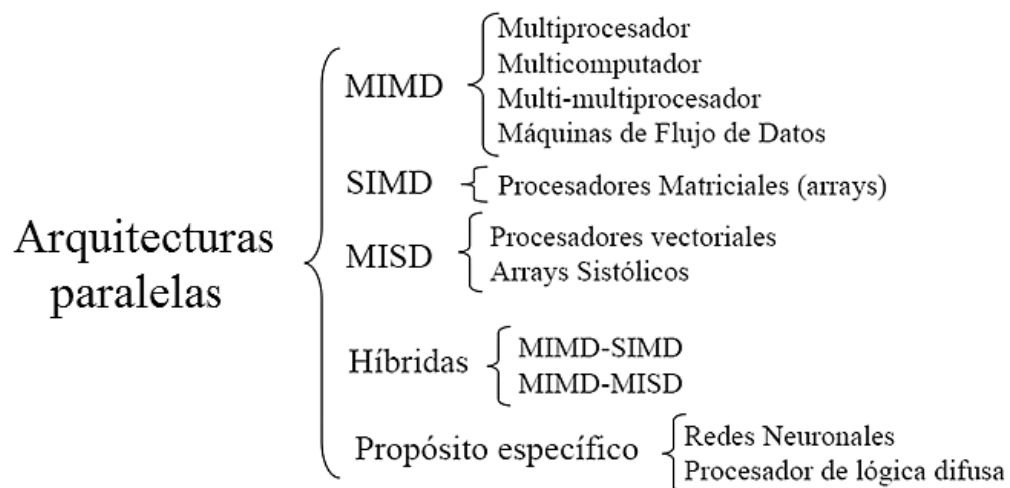 Arquitecturas
paralelas
MIMD
Multiprocesador
Multicomputador
Multi-multiprocesador
Máquinas de Flujo de Datos
SIMD
Procesadores Matriciales (arrays)
MISD
Procesadores vectoriales
Arrays Sistólicos
Híbridas
MIMD-SIMD
MIMD-MISD
Propósito específico
Redes Neuronales
Procesador de lógica difusa